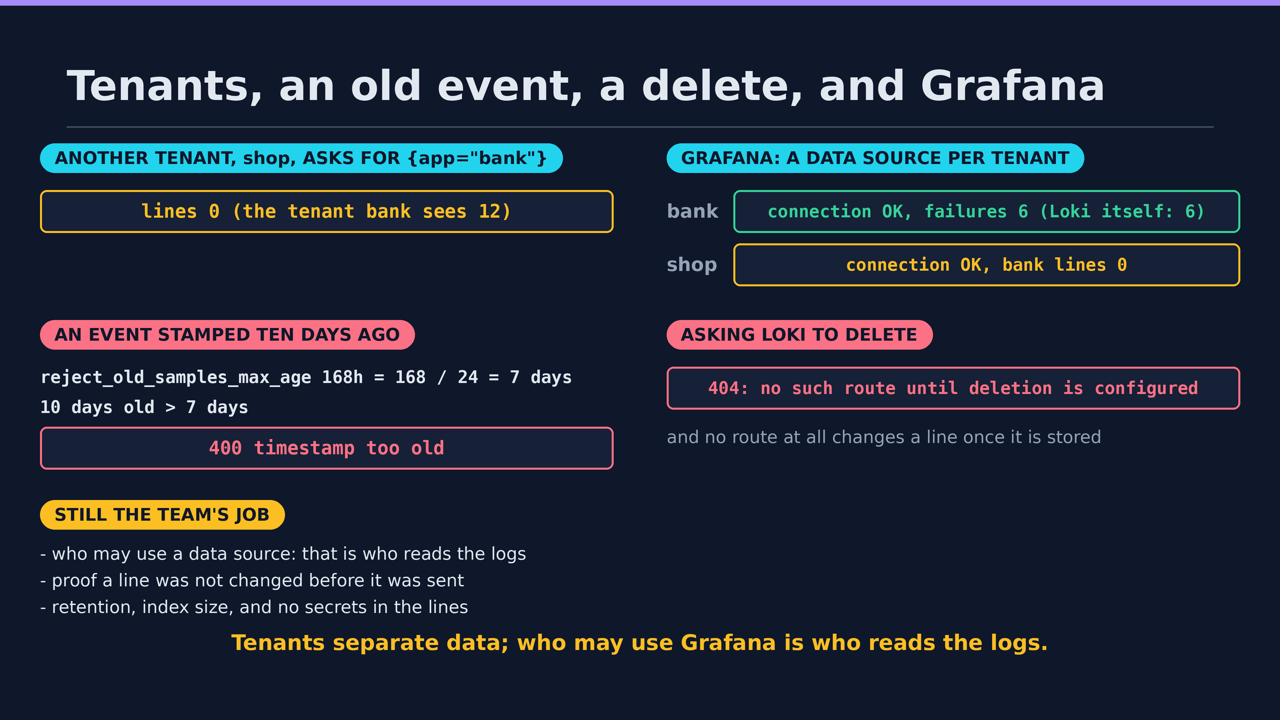 Tenants, an old event, a delete, and Grafana
ANOTHER TENANT, shop, ASKS FOR {app="bank"}
lines 0 (the tenant bank sees 12)
GRAFANA: A DATA SOURCE PER TENANT
bank
connection OK, failures 6 (Loki itself: 6)
shop
connection OK, bank lines 0
AN EVENT STAMPED TEN DAYS AGO
reject_old_samples_max_age 168h = 168 / 24 = 7 days
10 days old > 7 days
400 timestamp too old
ASKING LOKI TO DELETE
404: no such route until deletion is configured
and no route at all changes a line once it is stored
STILL THE TEAM'S JOB
- who may use a data source: that is who reads the logs
- proof a line was not changed before it was sent
- retention, index size, and no secrets in the lines
Tenants separate data; who may use Grafana is who reads the logs.